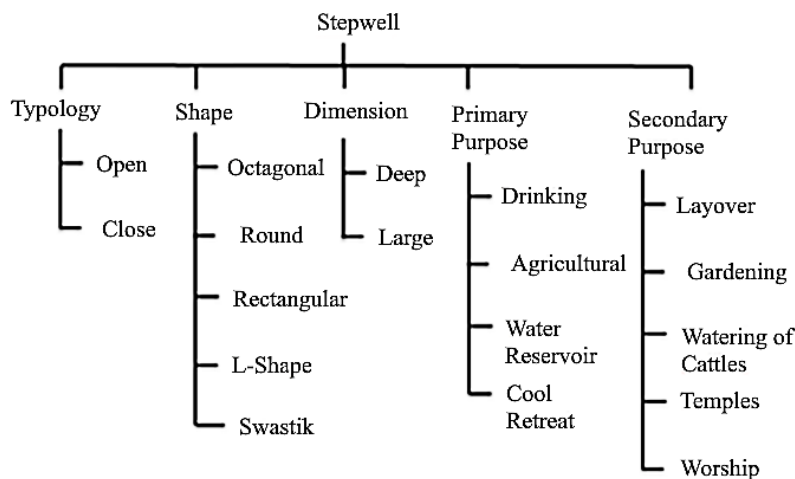 Stepwell
Typology
Open
Close
Shape
Octagonal
Round
Rectangular
L-Shape
Swastik
Dimension
Deep
Large
Primary
Purpose
Drinking
Agricultural
Water
Reservoir
Cool
Retreat
Secondary
Purpose
Layover
Gardening
Watering of
Cattles
Temples
Worship